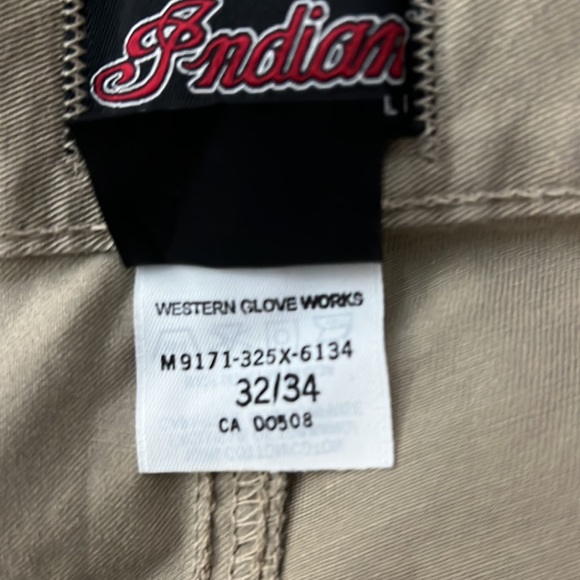 Indian
WESTERN GLOVE WORKS
M9171-325X-6134
32/34
CA 00508